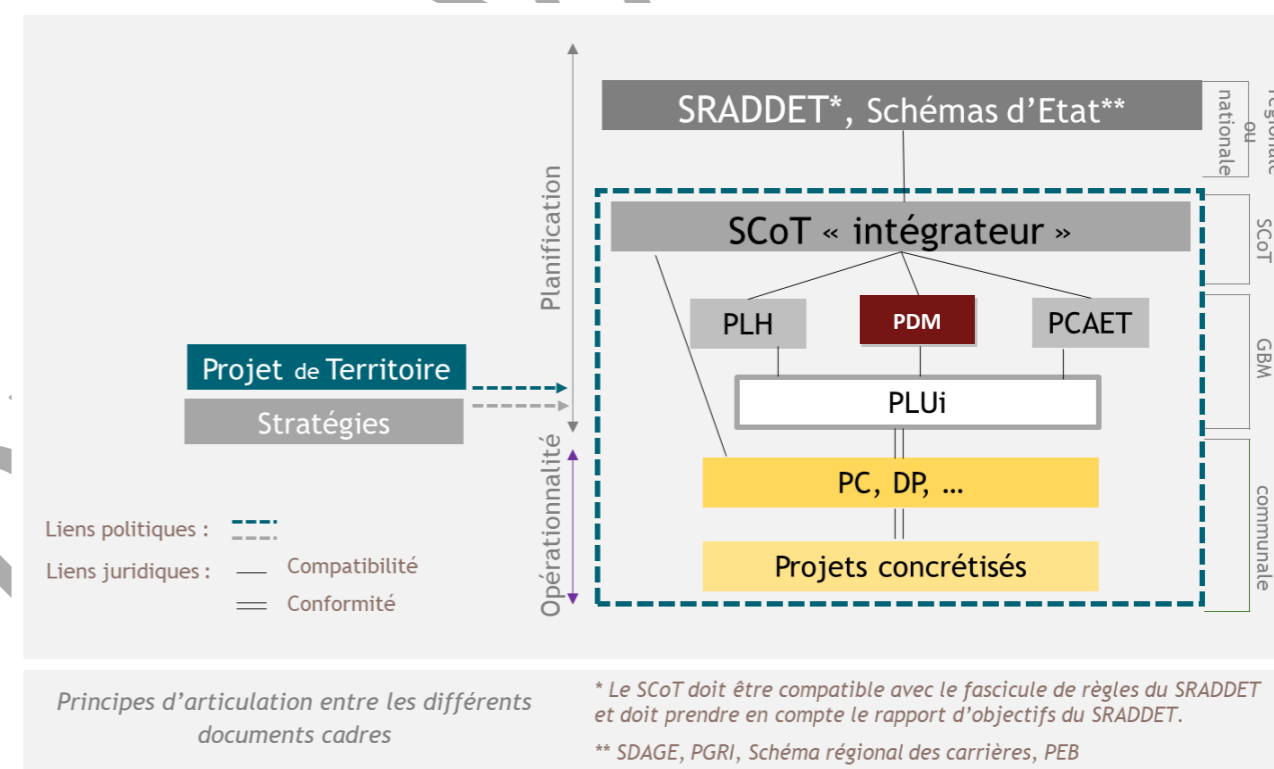 SRADDET*, Schémas d’Etat**
régionale
ou
nationale
Planification
SCoT « intégrateur »
SCoT
PLH
PDM
PCAET
GBM
Projet de Territoire
Stratégies
PLUi
Opérationnalité
PC, DP, …
communale
Projets concrétisés
Liens politiques :
Liens juridiques :
Compatibilité
Conformité
Principes d’articulation entre les différents
documents cadres
* Le SCoT doit être compatible avec le fascicule de règles du SRADDET
et doit prendre en compte le rapport d’objectifs du SRADDET.
** SDAGE, PGRI, Schéma régional des carrières, PEB